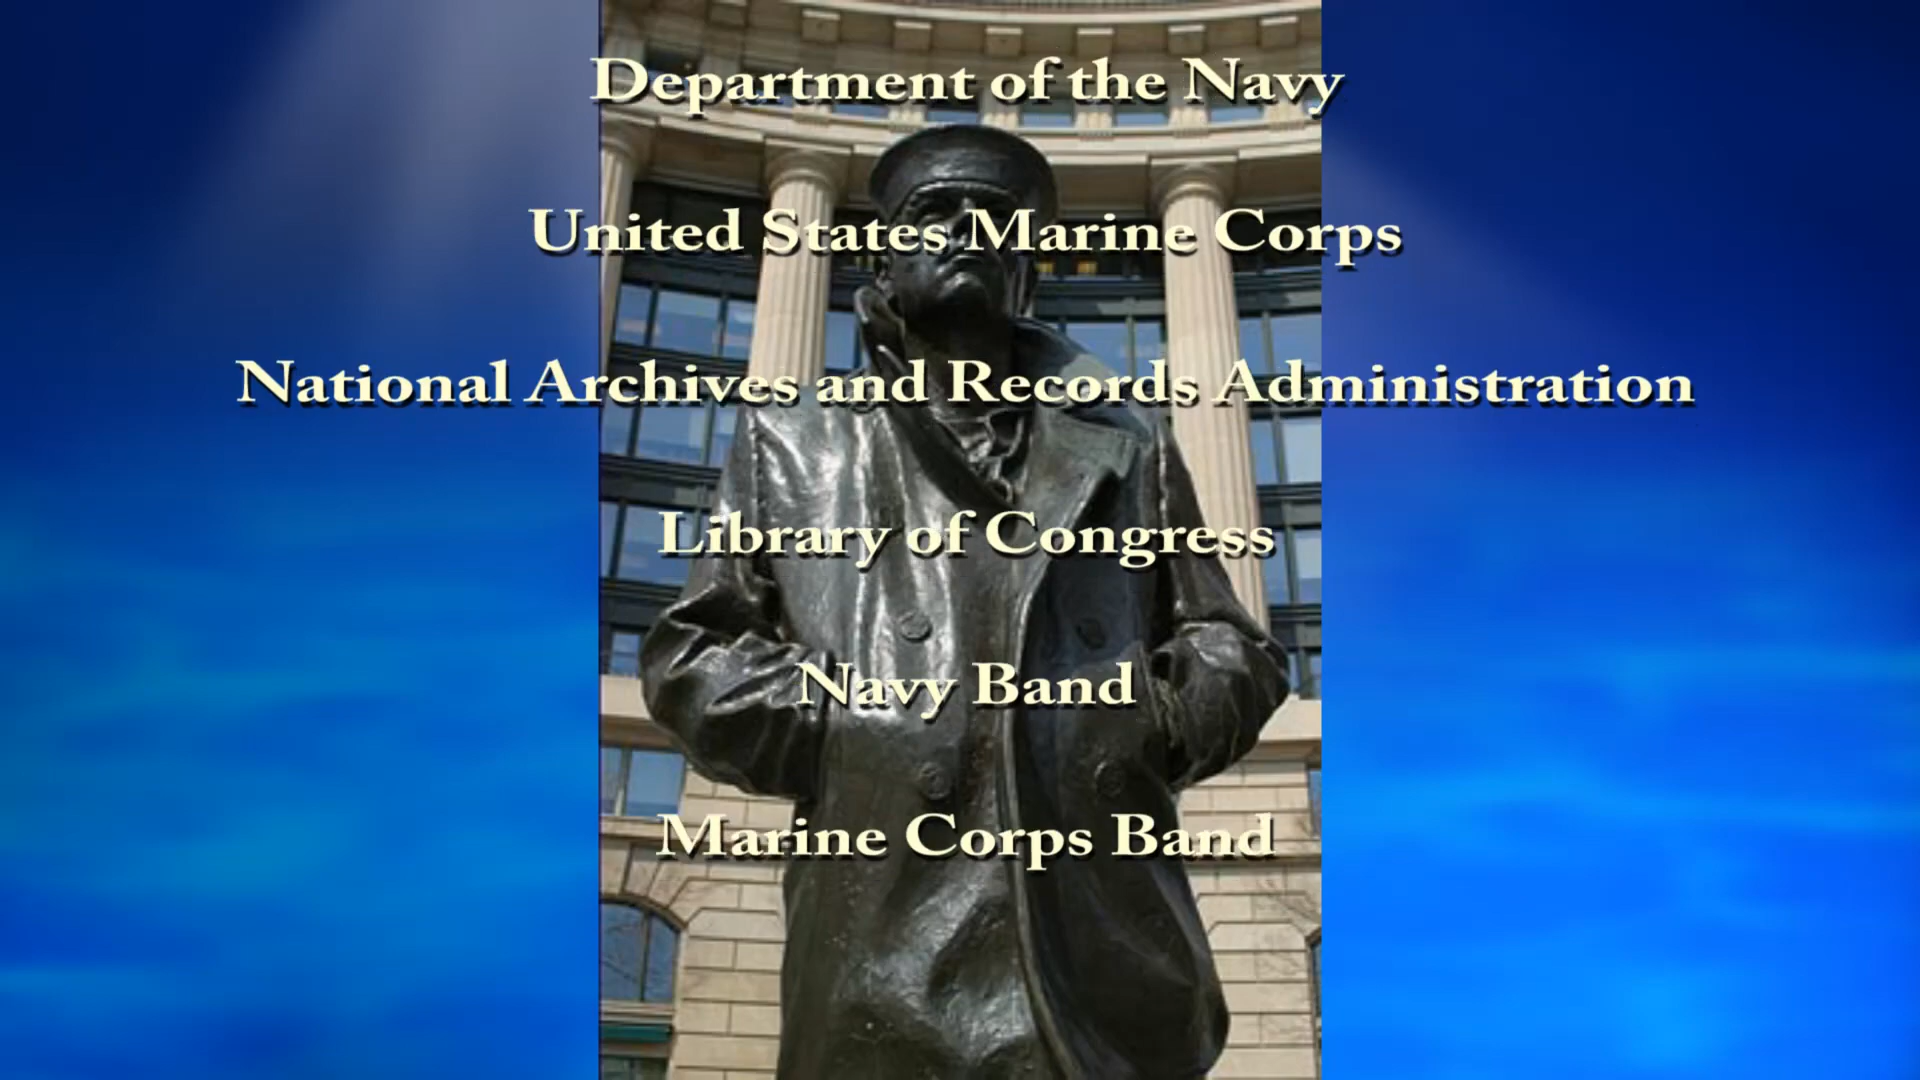 Department of the Navy
United States Marine Corps
National Archives and Records Administration
Library of Congress
Navy Band
Marine Corps Band